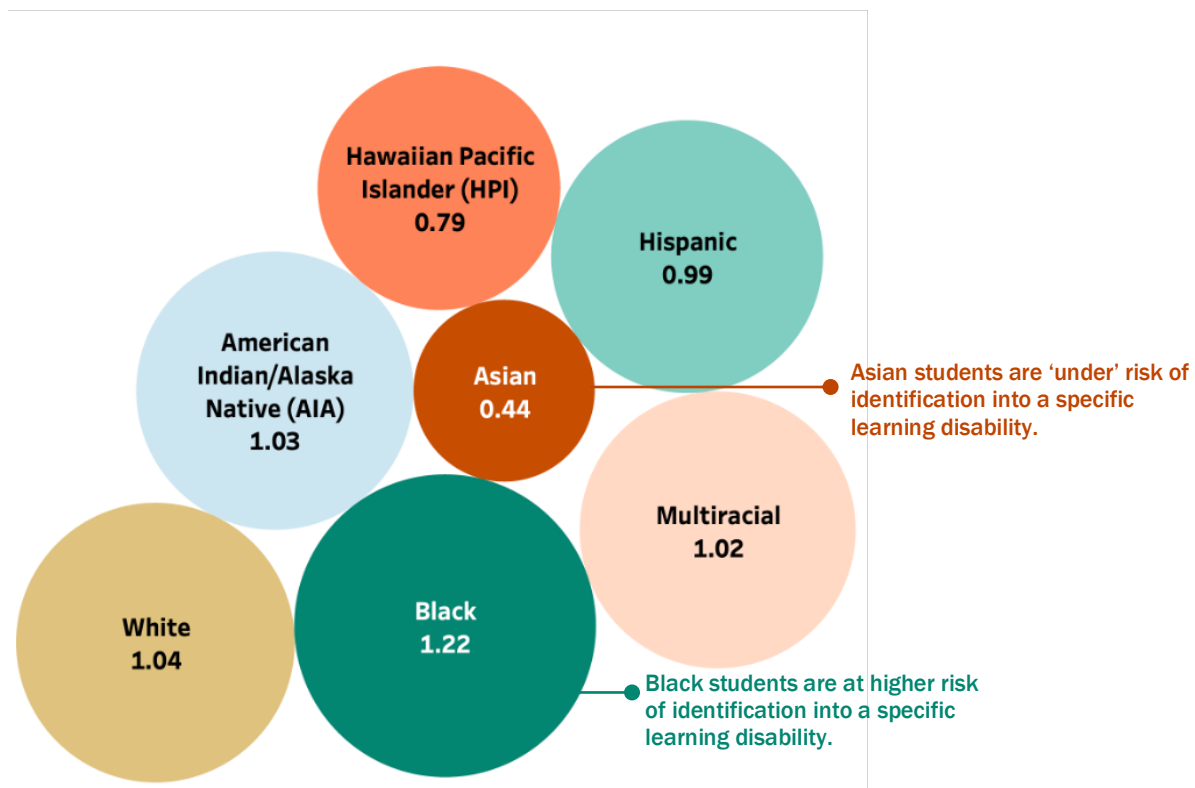 Hawaiian Pacific
Islander (HPI)
0.79
Hispanic
0.99
American
Indian/Alaska
Native (AIA)
1.03
Asian
0.44
Asian students are ‘under’ risk of
identification into a specific
learning disability.
Multiracial
1.02
White
1.04
Black
1.22
Black students are at higher risk
of identification into a specific
learning disability.